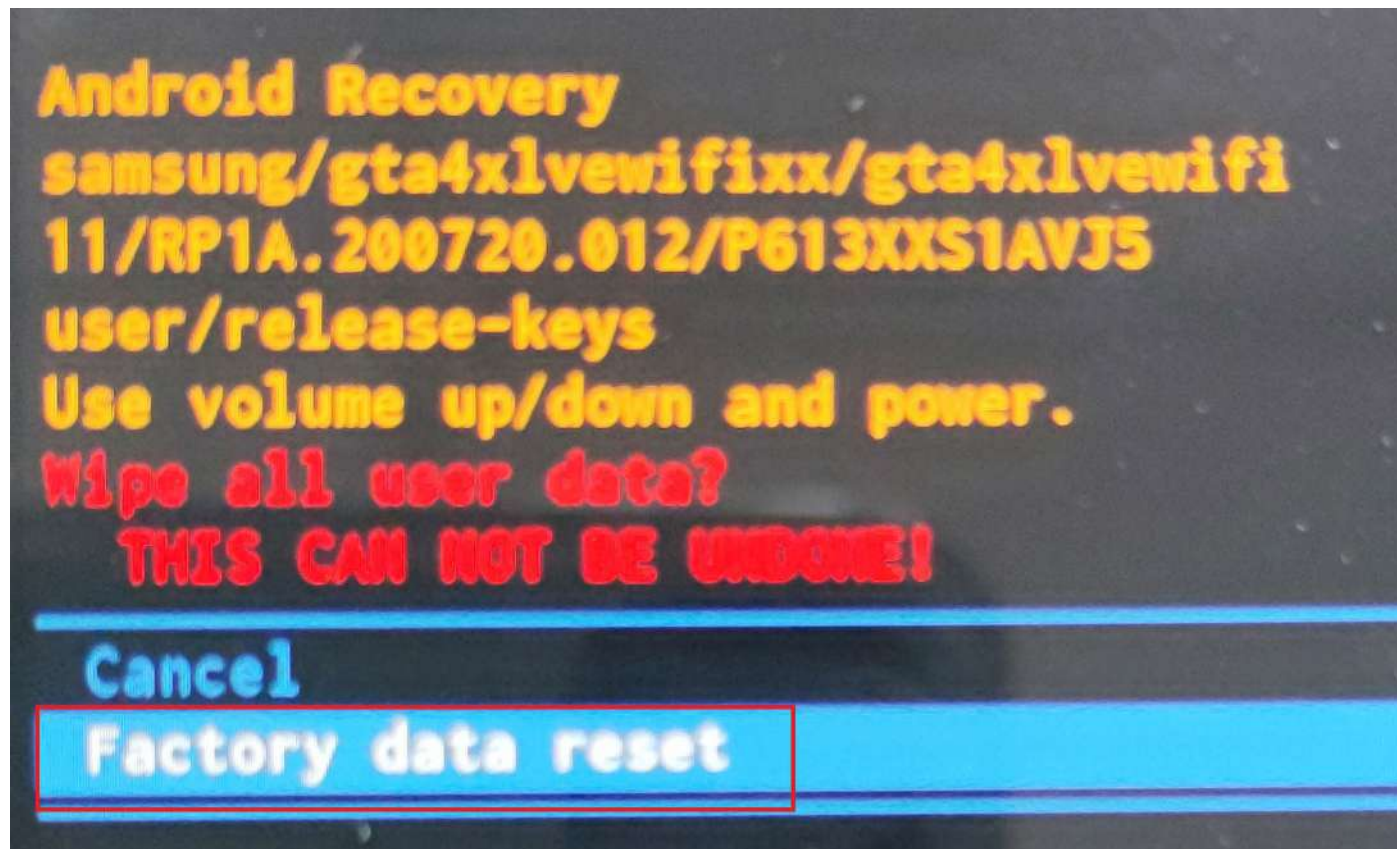 Android Recovery
samsung/gta4xlvewifixx/gta4xlvewifi
11/RP1A.200720.012/P613XXS1AVJ5
user/release-keys
Use volume up/down and power.
Wipe all user data?
THIS CAN NOT BE UNDONE!
Cancel
Factory data reset